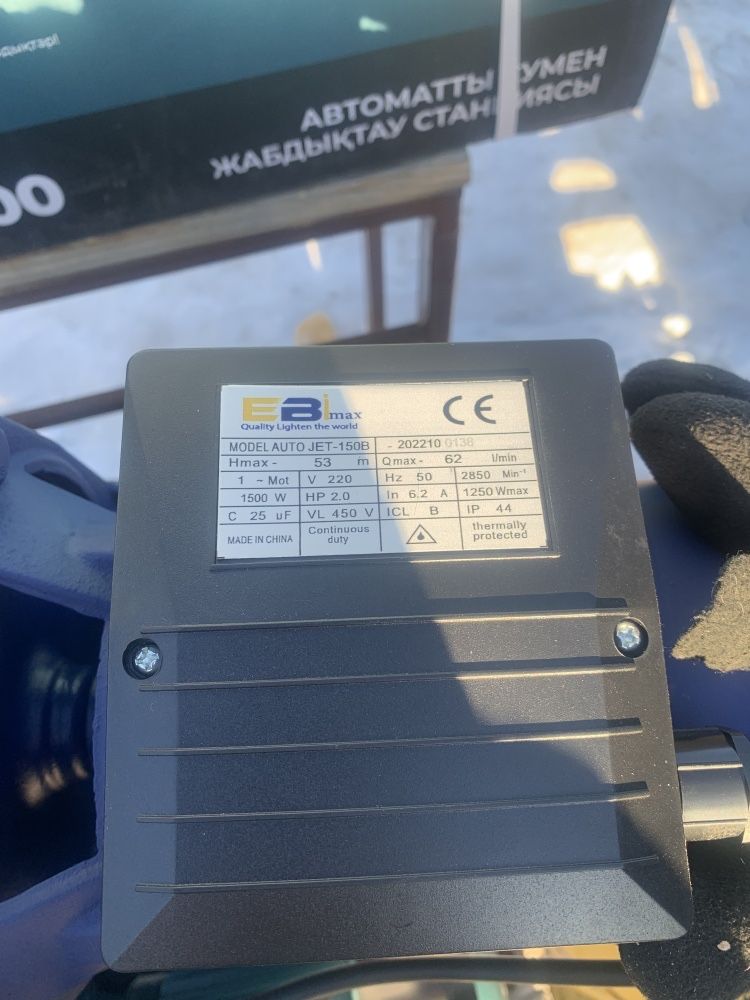 АВТОМАТТЫ
ЖАБДЫҚТАУ
00
EBimax
CE
Quality Lighten the world
MODEL AUTO JET-150B - 202210 0138
Hmax - 53 m Qmax - 62 l/min
1 ~ Mot V 220 Hz 50 2850 Min⁻¹
1500 W HP 2.0 In 6.2 A 1250 Wmax
C 25 uF VL 450 V ICL B IP 44
MADE IN CHINA Continuous duty thermally protected